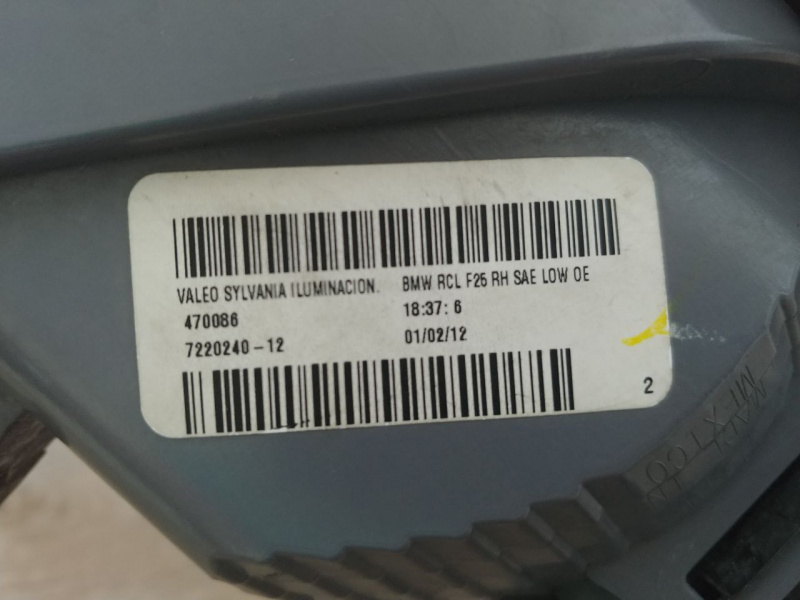 VALEO SYLVANIA ILUMINACION. BMW RCL F25 RH SAE LOW OE
470086 18:37: 6
7220240-12 01/02/12
2